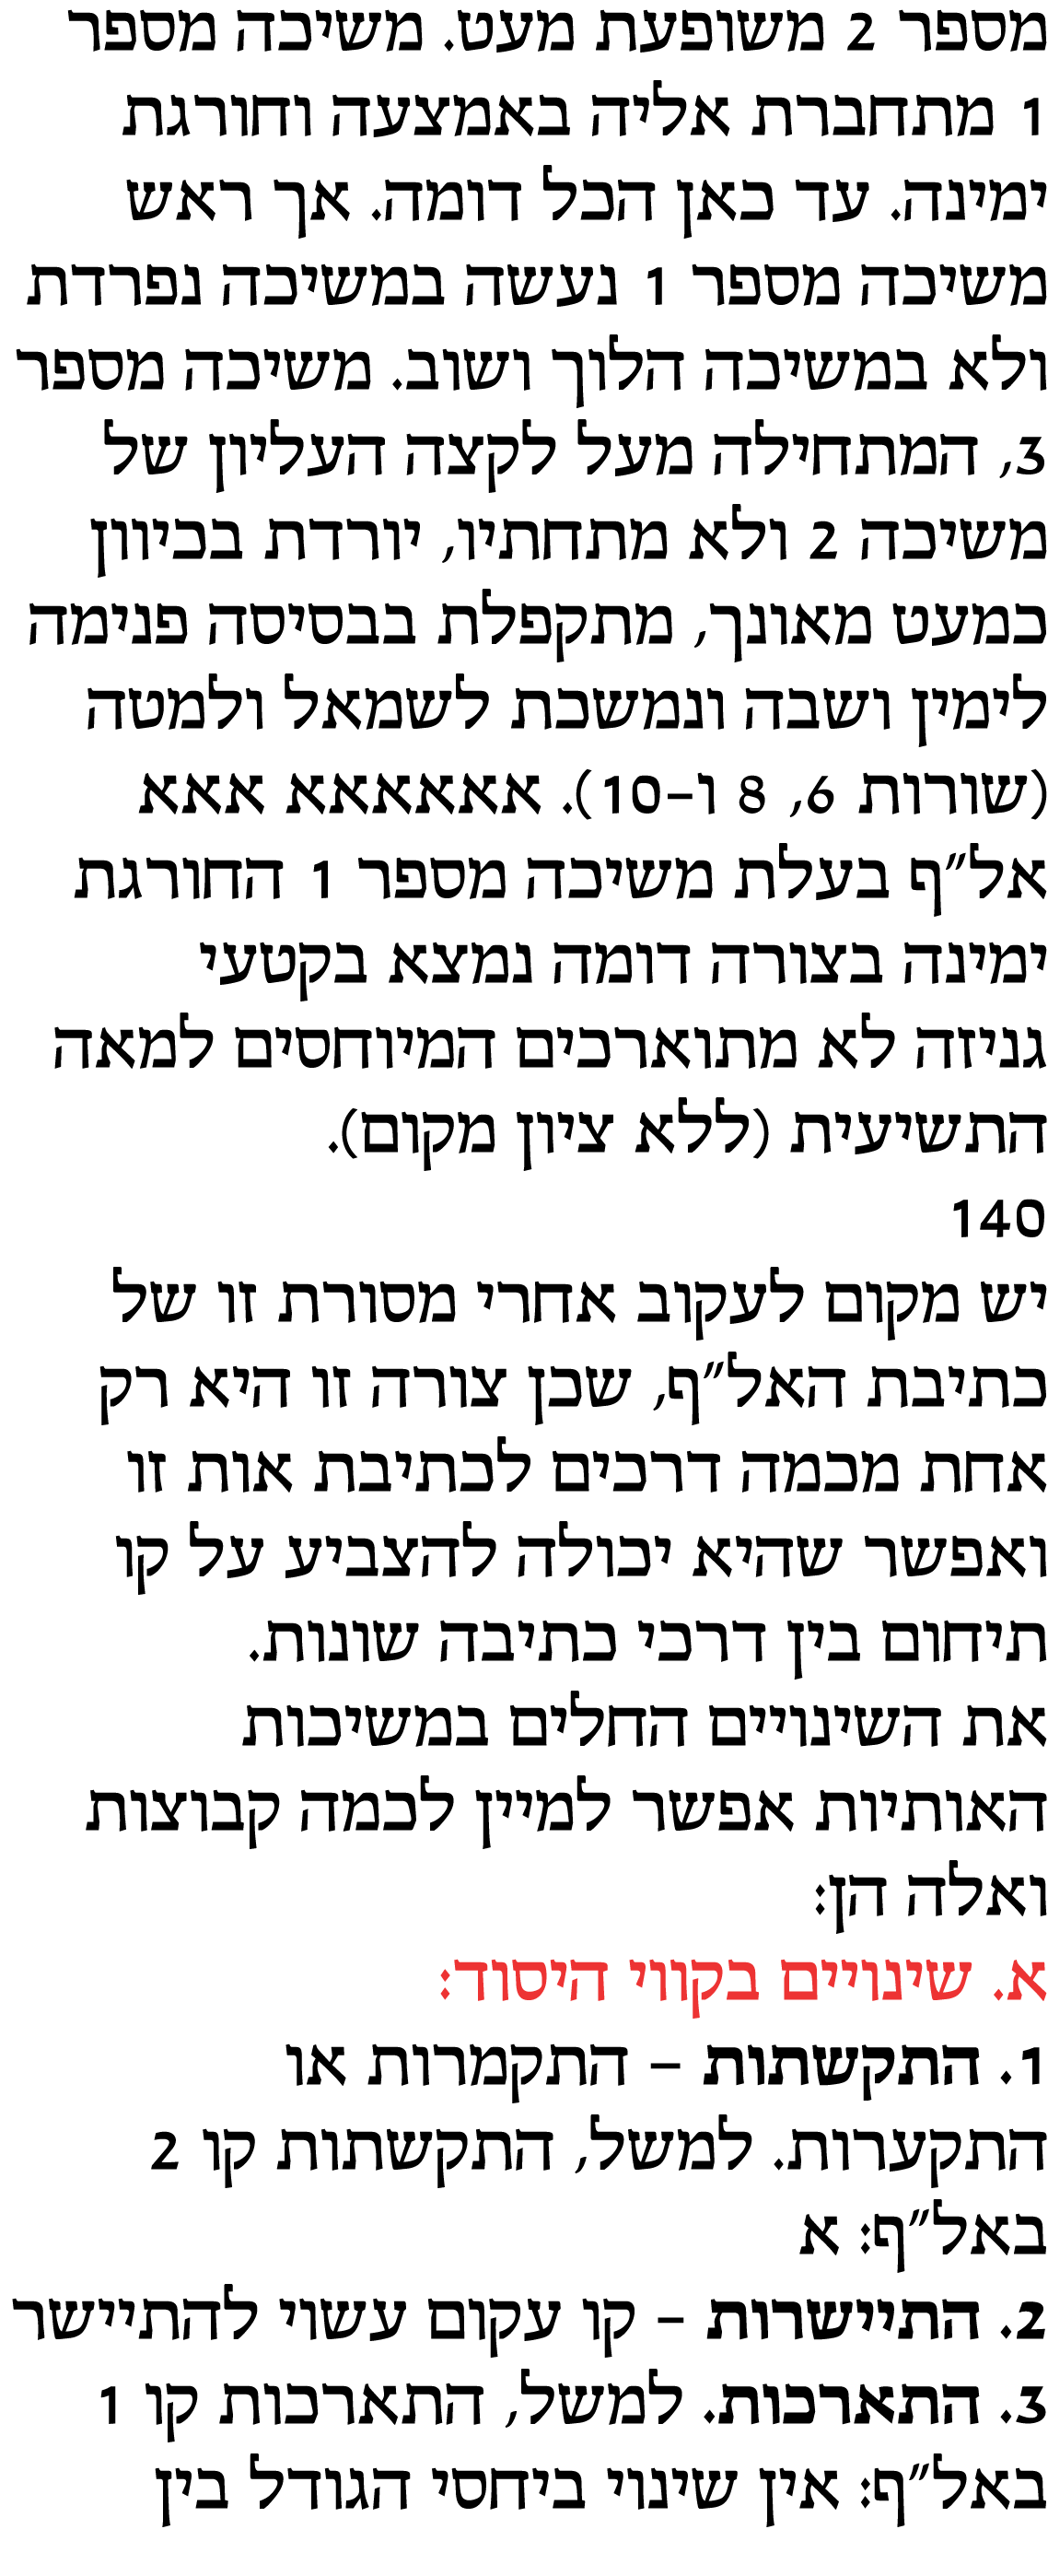 מספר 2 משופעת מעט. משיכה מספר
1 מתחברת אליה באמצעה וחורגת
ימינה. עד כאן הכל דומה. אך ראש
משיכה מספר 1 נעשה במשיכה נפרדת
ולא במשיכה הלוך ושוב. משיכה מספר
3, המתחילה מעל לקצה העליון של
משיכה 2 ולא מתחתיו, יורדת בכיוון
כמעט מאונך, מתקפלת בבסיסה פנימה
לימין ושבה ונמשכת לשמאל ולמטה
(שורות 6, 8 ו–10). אאאאאא אאא
אל״ף בעלת משיכה מספר 1 החורגת
ימינה בצורה דומה נמצא בקטעי
גניזה לא מתוארכים המיוחסים למאה
התשיעית (ללא ציון מקום).
140
יש מקום לעקוב אחרי מסורת זו של
כתיבת האל״ף, שכן צורה זו היא רק
אחת מכמה דרכים לכתיבת אות זו
ואפשר שהיא יכולה להצביע על קו
תיחום בין דרכי כתיבה שונות.
את השינויים החלים במשיכות
האותיות אפשר למיין לכמה קבוצות
ואלה הן:
א. שינויים בקווי היסוד:
1. התקשתות – התקמרות או
התקערות. למשל, התקשתות קו 2
באל״ף: א
2. התיישרות – קו עקום עשוי להתיישר
3. התארכות. למשל, התארכות קו 1
באל״ף: אין שינוי ביחסי הגודל בין